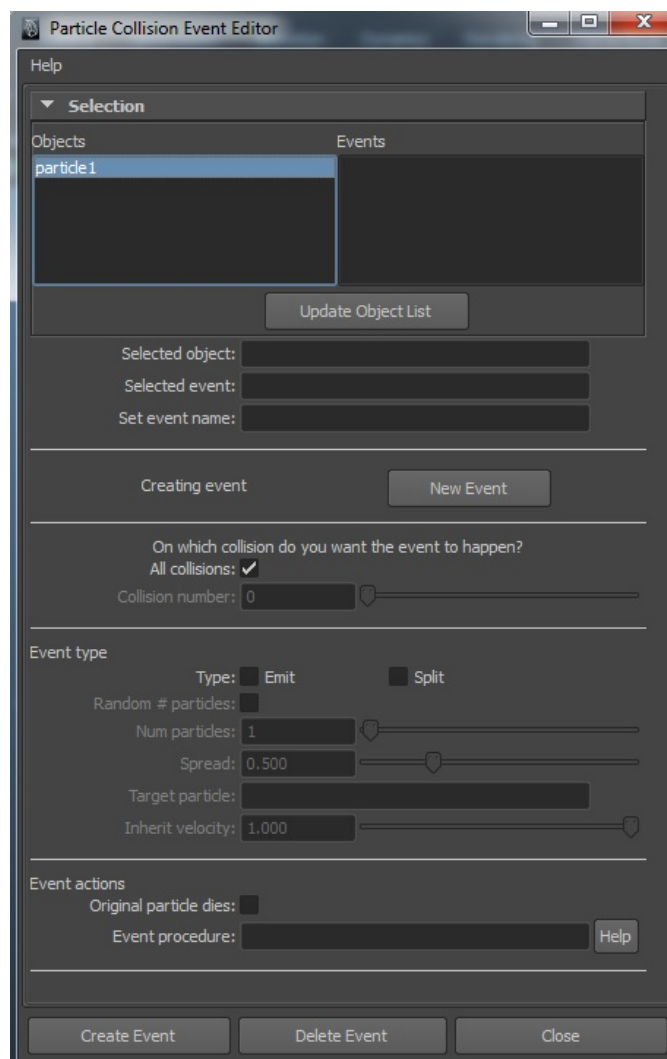 Particle Collision Event Editor
Help
Selection
Objects Events
particle1
Update Object List
Selected object:
Selected event:
Set event name:
Creating event New Event
On which collision do you want the event to happen?
All collisions:
Collision number: 0
Event type
Type: Emit Split
Random # particles:
Num particles: 1
Spread: 0.500
Target particle:
Inherit velocity: 1.000
Event actions
Original particle dies:
Event procedure: Help
Create Event Delete Event Close